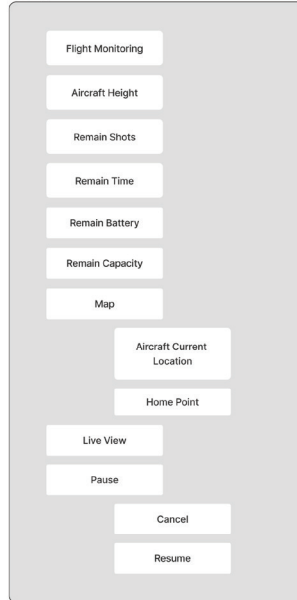 Flight Monitoring
Aircraft Height
Remain Shots
Remain Time
Remain Battery
Remain Capacity
Map
Aircraft Current
Location
Home Point
Live View
Pause
Cancel
Resume